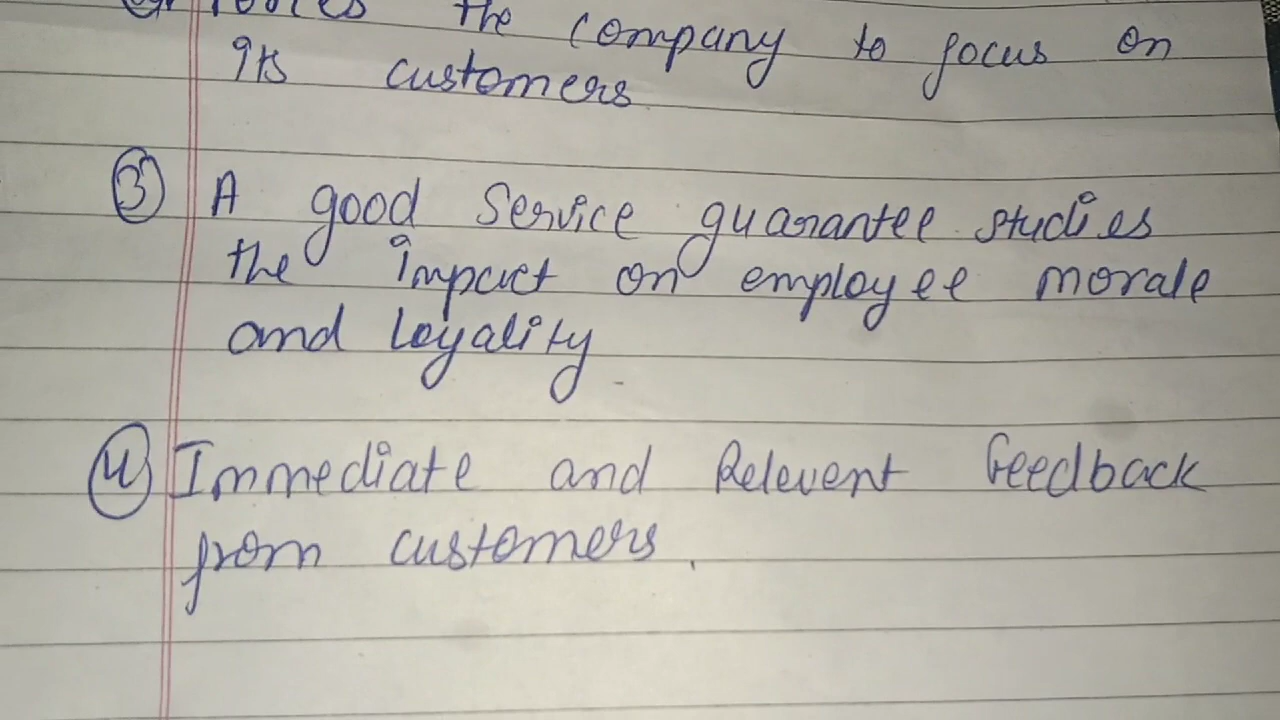 the company to focus on
its customers
③ A good Service guarantee studies
the impact on employee morale
and loyality
④ Immediate and Relevent feedback
from customers.